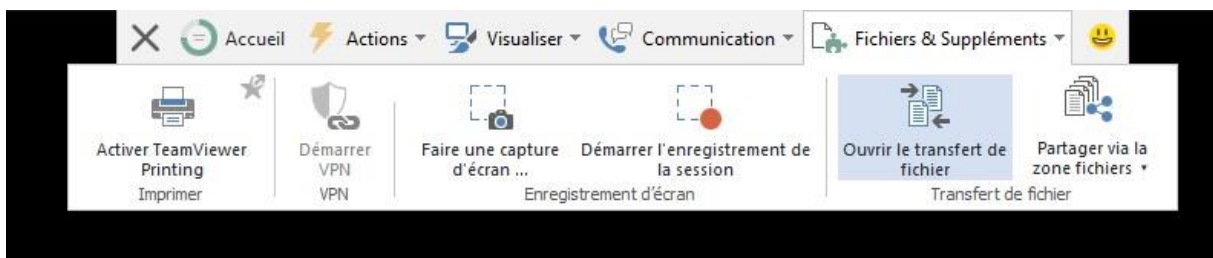 Accueil Actions Visualiser Communication Fichiers & Suppléments
Activer TeamViewer
Printing
Imprimer
Démarrer
VPN
VPN
Faire une capture
d'écran ...
Démarrer l'enregistrement de
la session
Enregistrement d'écran
Ouvrir le transfert de
fichier
Partager via la
zone fichiers
Transfert de fichier